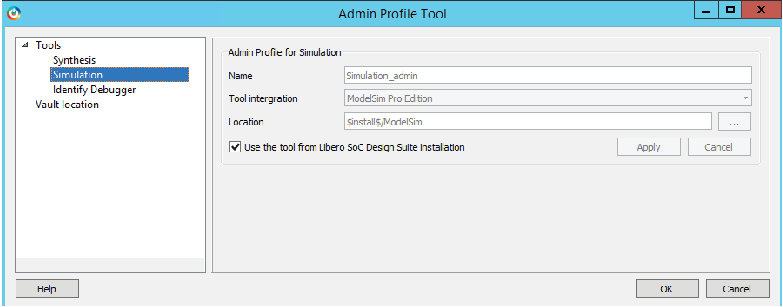 Admin Profile Tool
Tools
Synthesis
Simulation
Identify Debugger
Vault location
Admin Profile for Simulation
Name
Simulation_admin
Tool intergration
ModelSim Pro Edition
Location
$install$/ModelSim
...
Use the tool from Libero SoC Design Suite installation
Apply
Cancel
Help
OK
Cancel